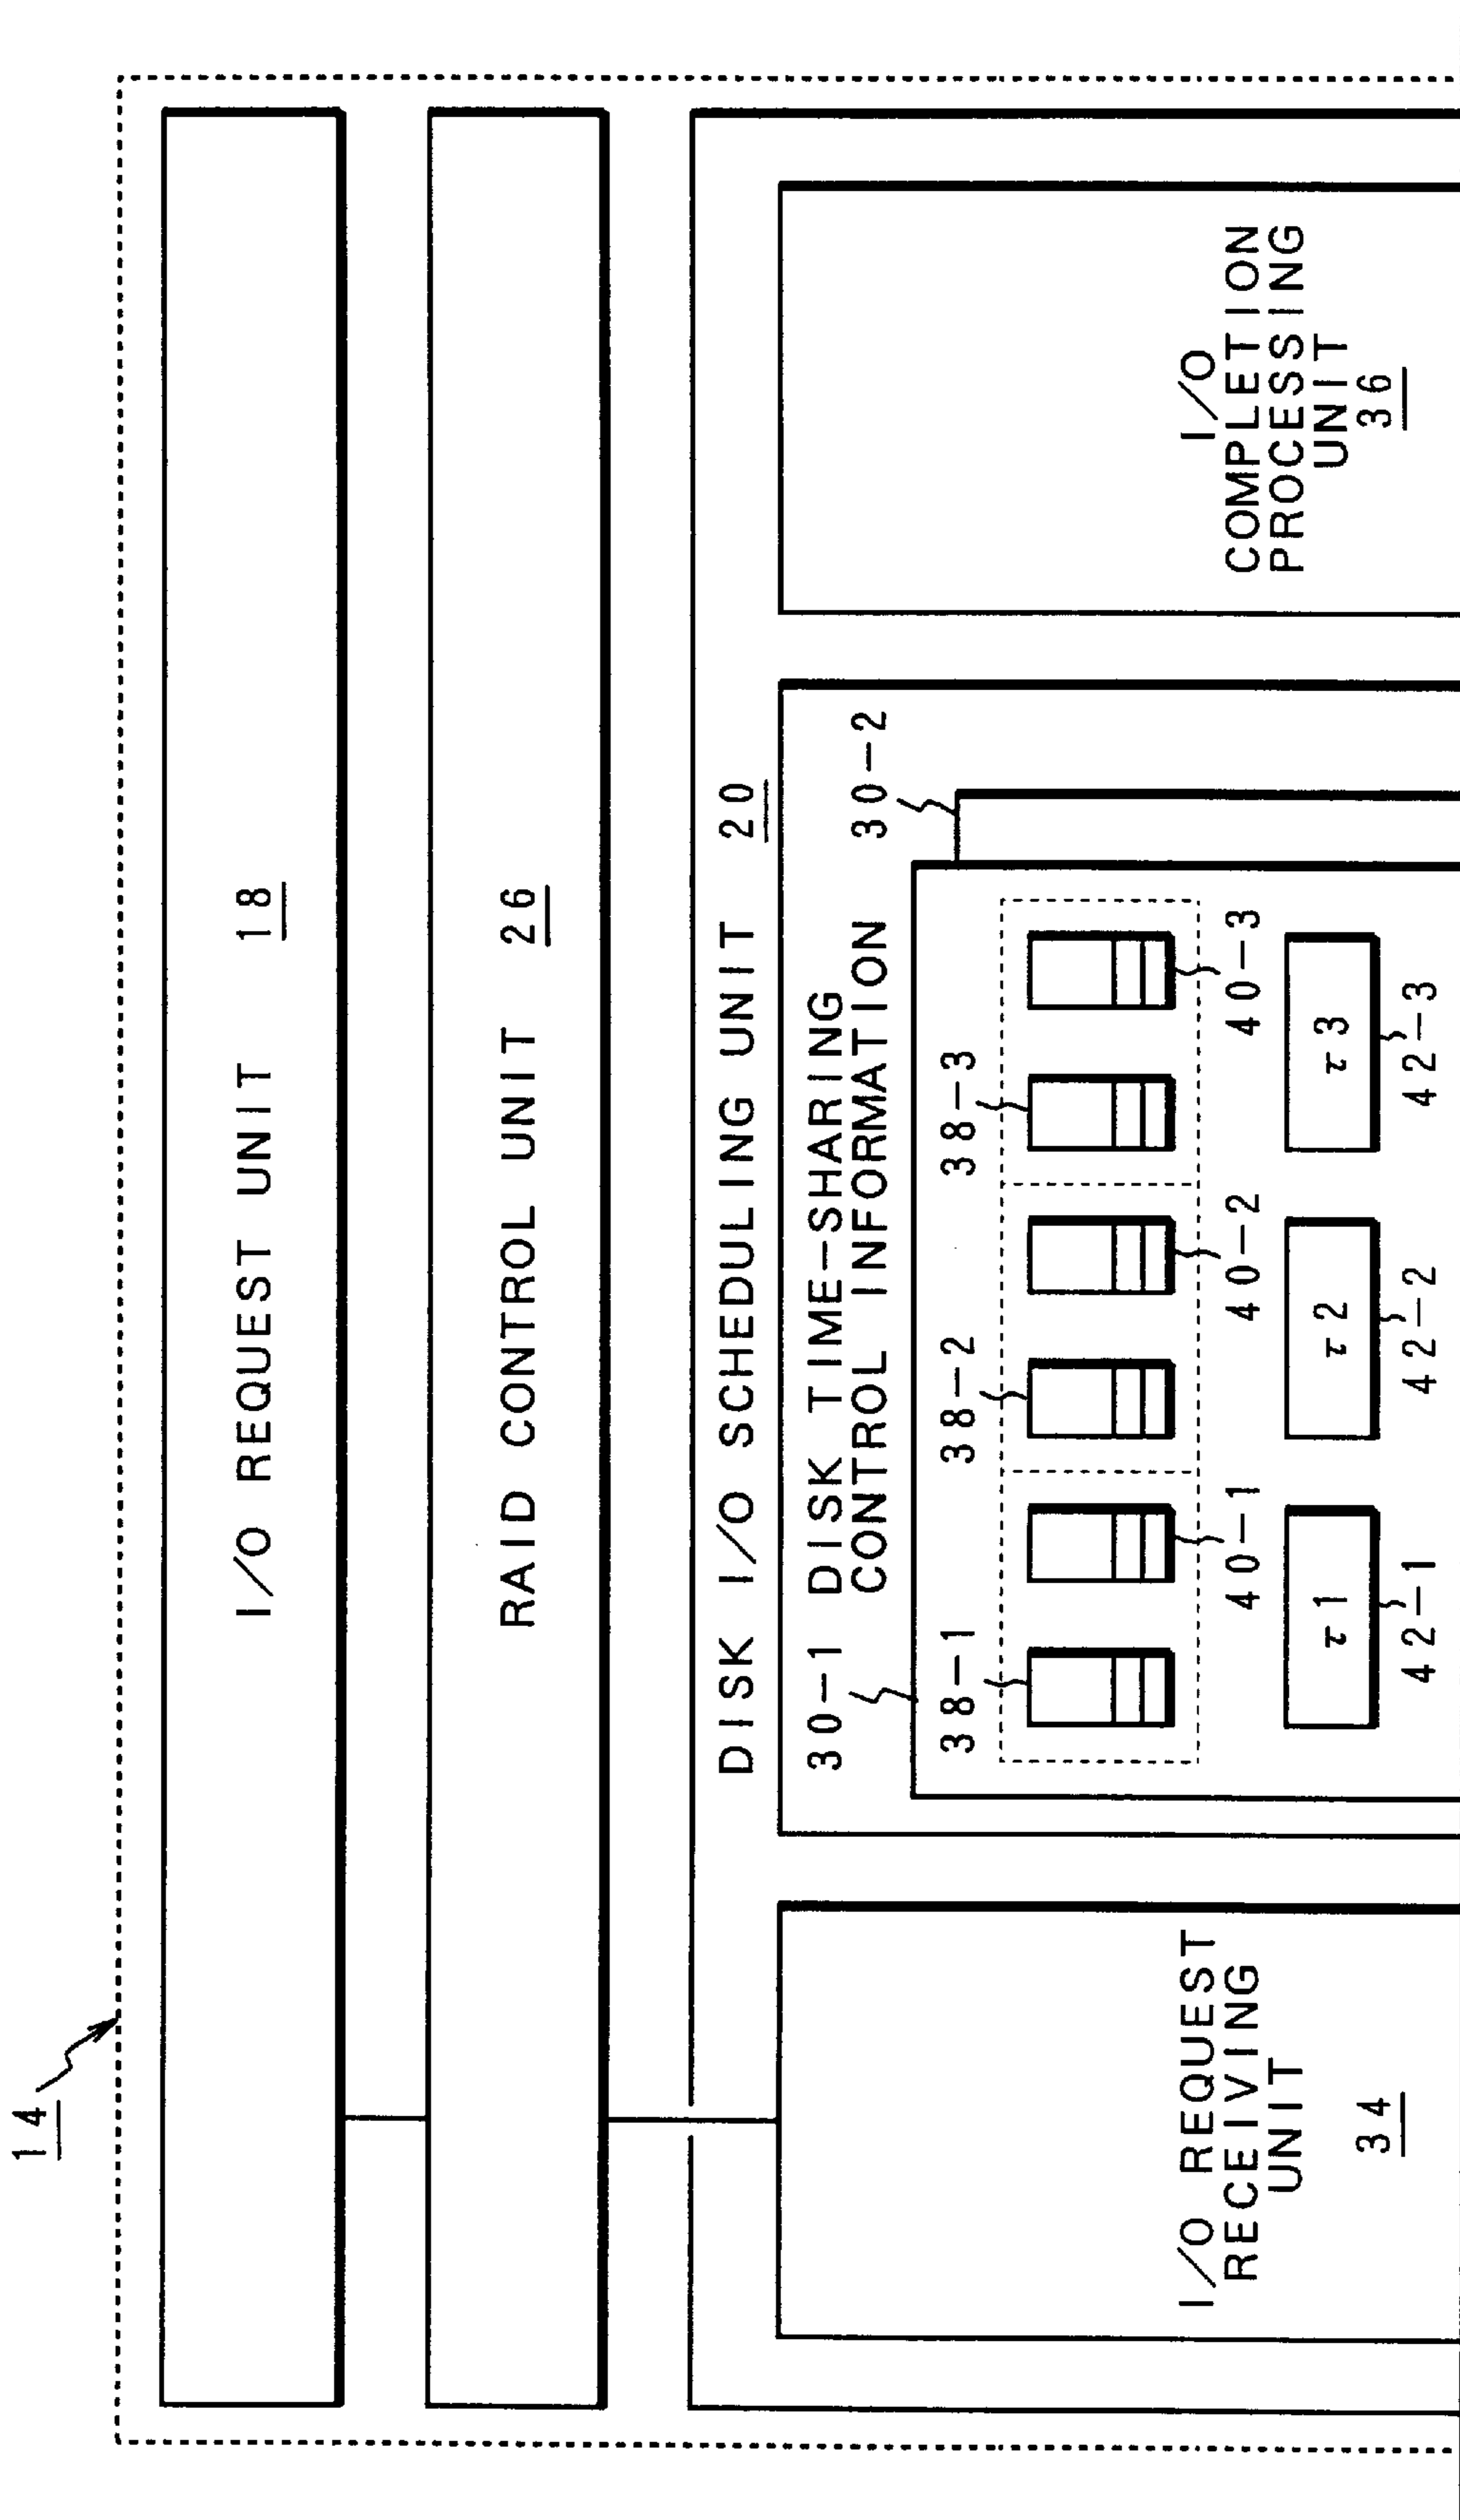 14
I/O REQUEST UNIT 18
RAID CONTROL UNIT 26
DISK I/O SCHEDULING UNIT 20
30-1 DISK TIME-SHARING
CONTROL INFORMATION 30-2
38-1 38-2 38-3
40-1 40-2 40-3
τ1 τ2 τ3
42-1 42-2 42-3
I/O REQUEST
RECEIVING
UNIT
34
I/O
COMPLETION
PROCESSING
UNIT
36